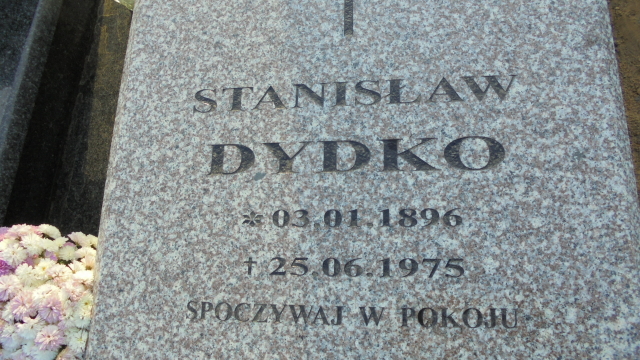 STANISŁAW
DYDKO
* 03.01.1896
† 25.06.1975
SPOCZYWAJ W POKOJU